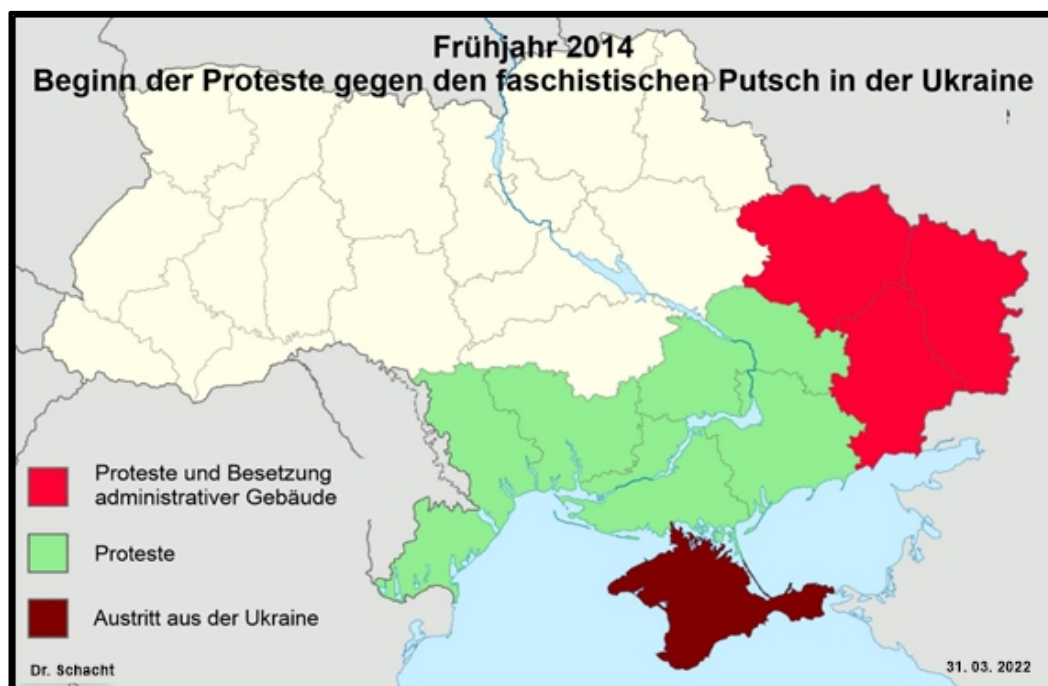 Frühjahr 2014
Beginn der Proteste gegen den faschistischen Putsch in der Ukraine
Proteste und Besetzung
administrativer Gebäude
Proteste
Austritt aus der Ukraine
Dr. Schacht
31. 03. 2022